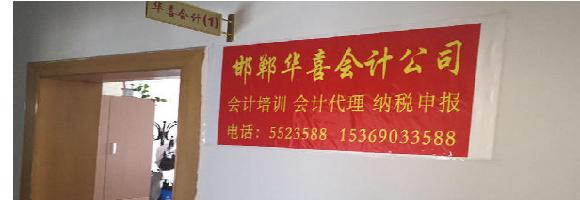 华喜会计(1)
邯郸华喜会计公司
会计培训 会计代理 纳税申报
电话：5523588 15369033588